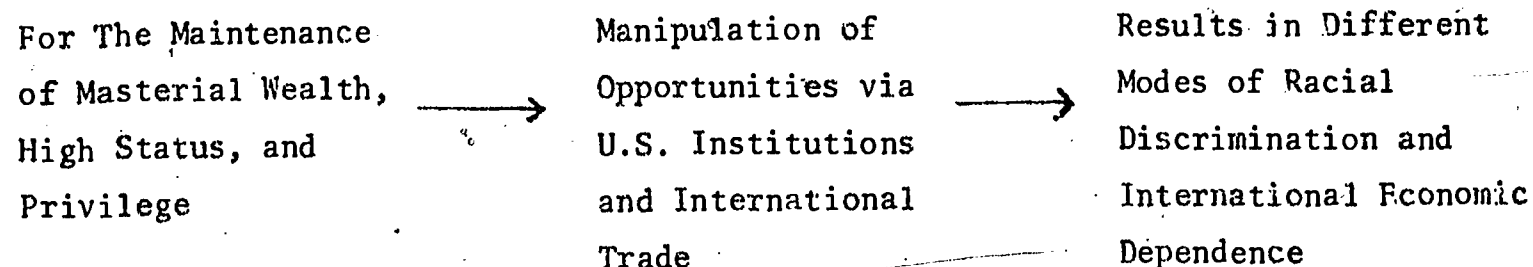 For The Maintenance
of Masterial Wealth,
High Status, and
Privilege
Manipulation of
Opportunities via
U.S. Institutions
and International
Trade
Results in Different
Modes of Racial
Discrimination and
International Economic
Dependence